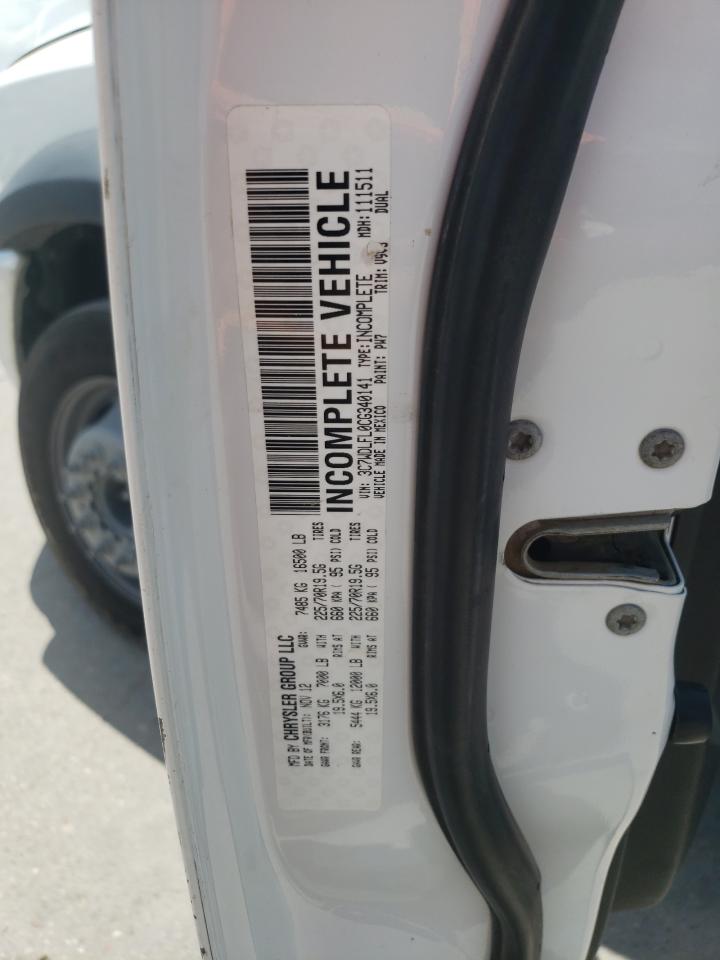 MFD BY CHRYSLER GROUP LLC
DATE OF MFR(BUILT): NOV 12 GVWR: 7485 KG 16500 LB
GAWR FRONT: 3176 KG 7000 LB WITH 225/70R19.5G TIRES
19.5X6.0 RIMS AT 660 KPA ( 95 PSI) COLD
GAWR REAR: 5444 KG 12000 LB WITH 225/70R19.5G TIRES
19.5X6.0 RIMS AT 660 KPA ( 95 PSI) COLD
INCOMPLETE VEHICLE
VIN: 3C7WDLFL0CG340141 TYPE: INCOMPLETE MDH: 111511
VEHICLE MADE IN MEXICO PAINT: PW7 TRIM: DUAL